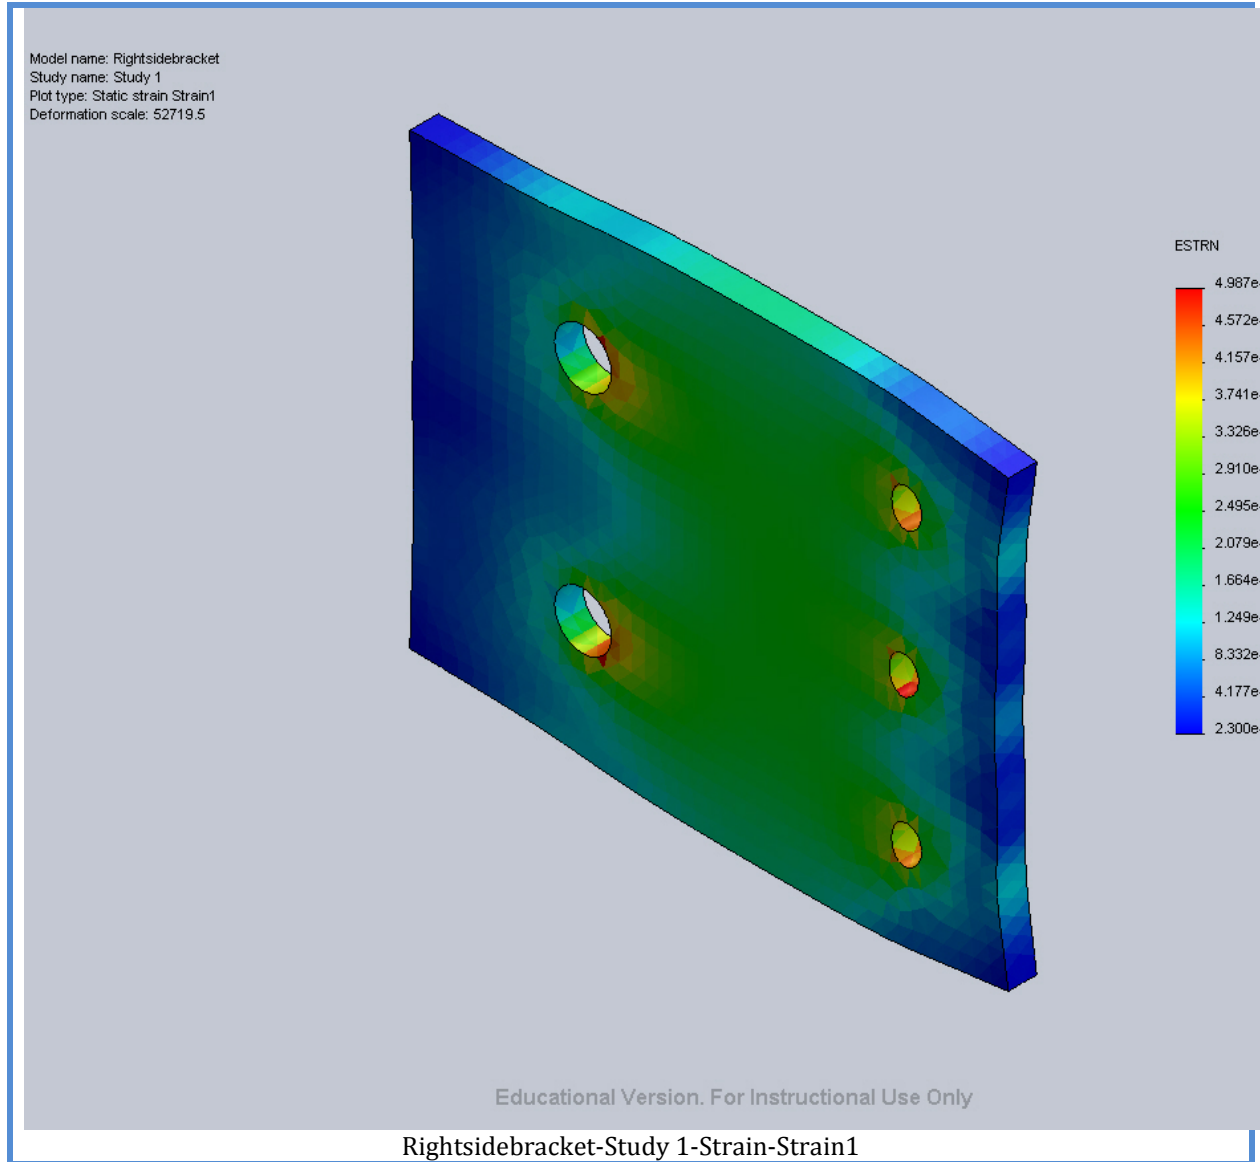 Model name: Rightsidebracket
Study name: Study 1
Plot type: Static strain Strain1
Deformation scale: 52719.5
ESTRN
4.987e
4.572e
4.157e
3.741e
3.326e
2.910e
2.495e
2.079e
1.664e
1.249e
8.332e
4.177e
2.300e
Educational Version. For Instructional Use Only
Rightsidebracket-Study 1-Strain-Strain1